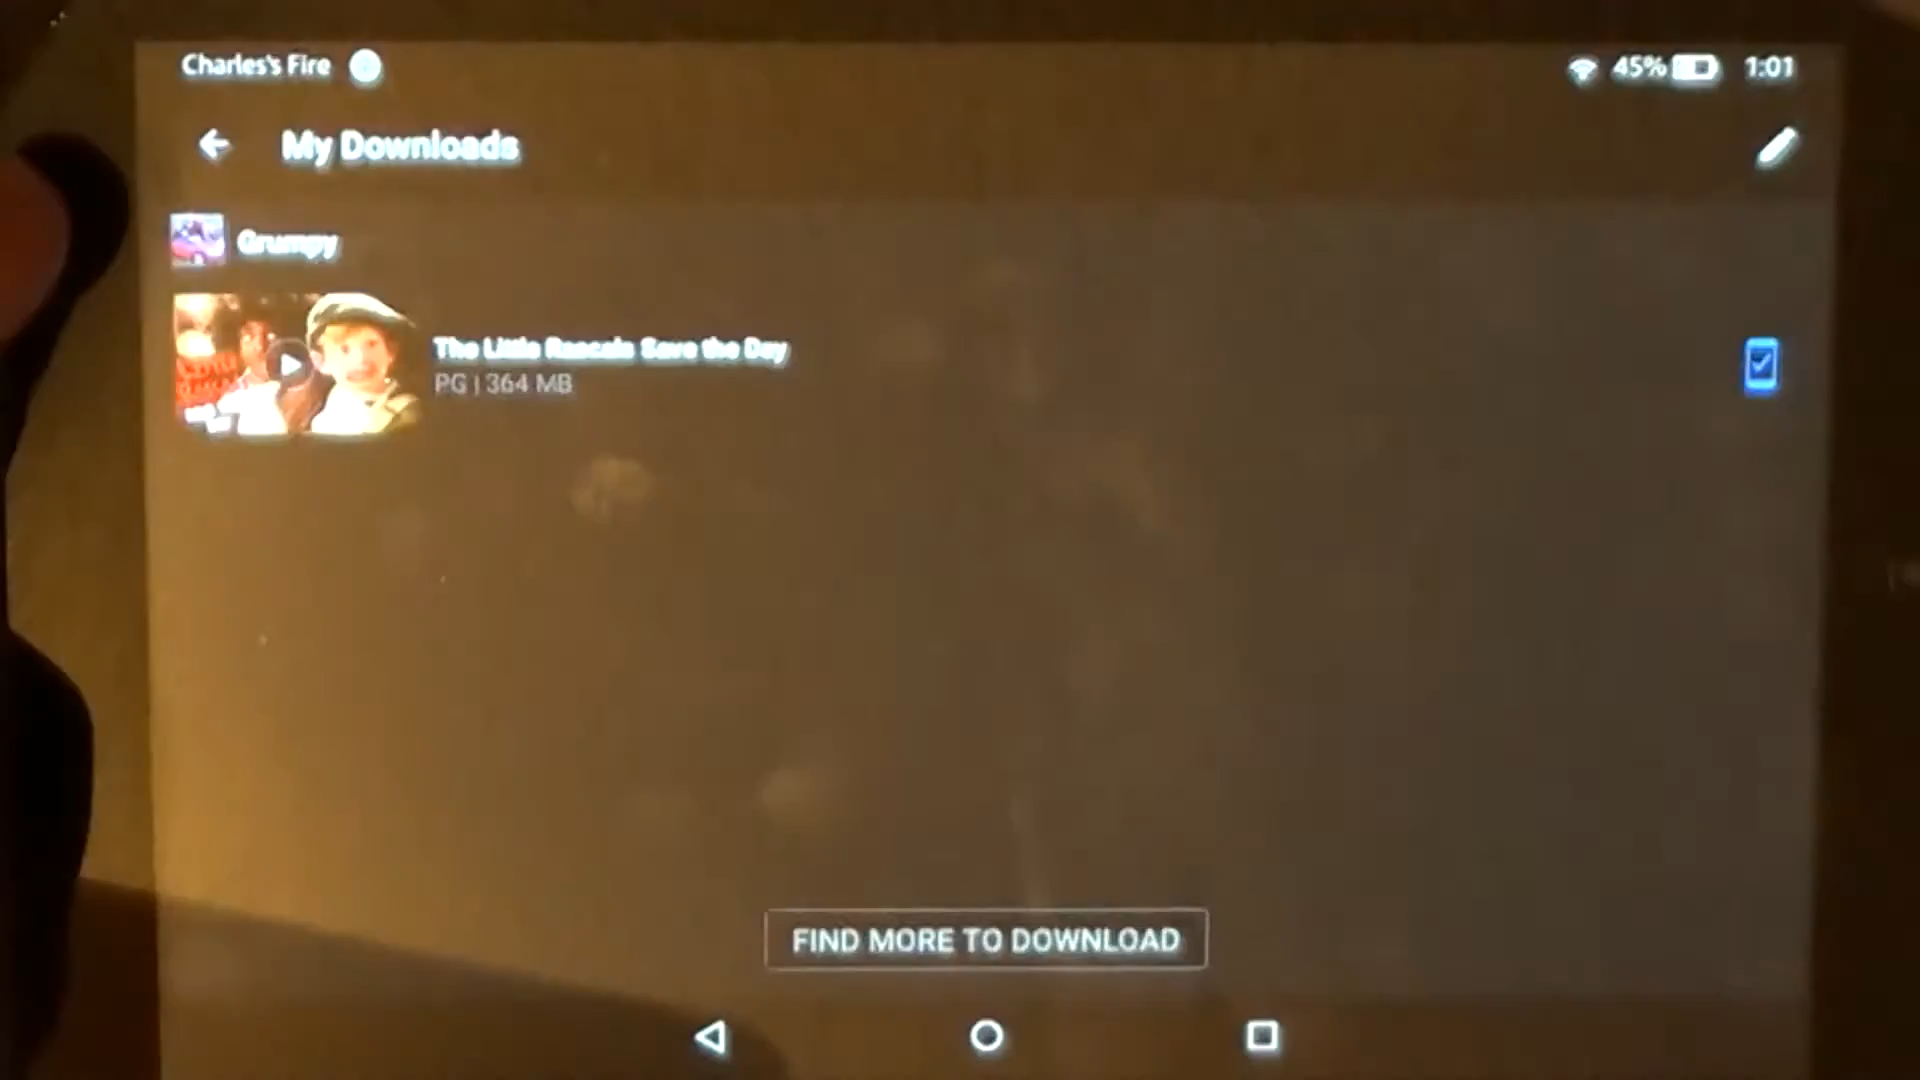 Charles's Fire
45%
1:01
My Downloads
Grumpy
The Little Rascals Save the Day
PG | 364 MB
FIND MORE TO DOWNLOAD